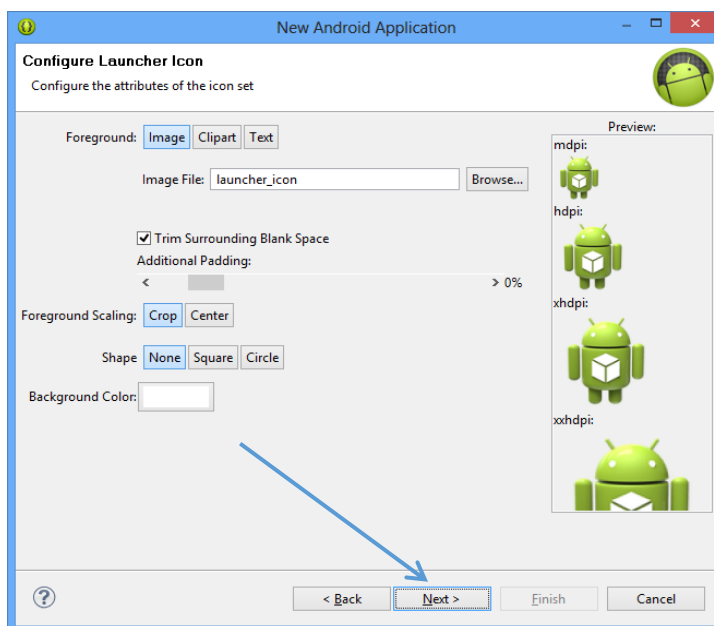 New Android Application
Configure Launcher Icon
Configure the attributes of the icon set
Foreground: Image Clipart Text
Image File: launcher_icon Browse...
Trim Surrounding Blank Space
Additional Padding:
< > 0%
Foreground Scaling: Crop Center
Shape None Square Circle
Background Color:
Preview:
mdpi:
hdpi:
xhdpi:
xxhdpi:
? < Back Next > Finish Cancel